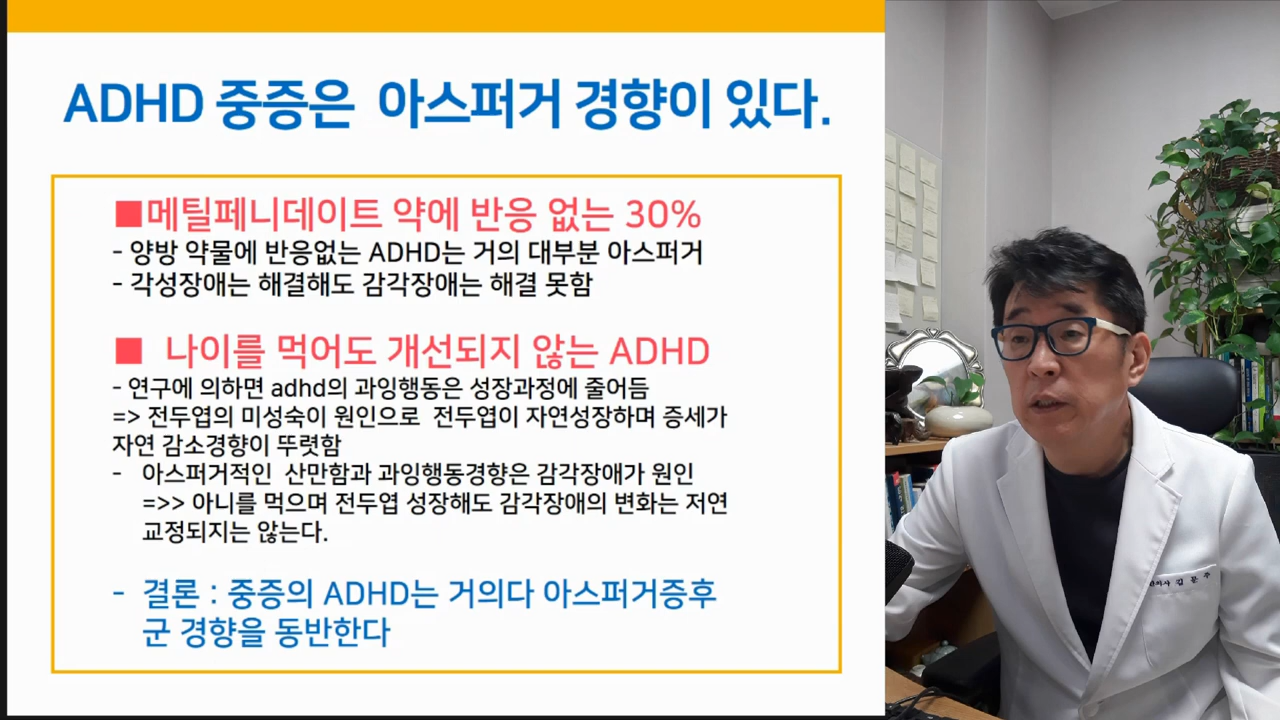 ADHD 중증은 아스퍼거 경향이 있다.
■메틸페니데이트 약에 반응 없는 30%
- 양방 약물에 반응없는 ADHD는 거의 대부분 아스퍼거
- 각성장애는 해결해도 감각장애는 해결 못함
■ 나이를 먹어도 개선되지 않는 ADHD
- 연구에 의하면 adhd의 과잉행동은 성장과정에 줄어듬
=> 전두엽의 미성숙이 원인으로 전두엽이 자연성장하며 증세가
자연 감소경향이 뚜렷함
- 아스퍼거적인 산만함과 과잉행동경향은 감각장애가 원인
=>> 아니를 먹으며 전두엽 성장해도 감각장애의 변화는 저연
교정되지는 않는다.
- 결론 : 중증의 ADHD는 거의다 아스퍼거증후
군 경향을 동반한다
한의사 김 문 주